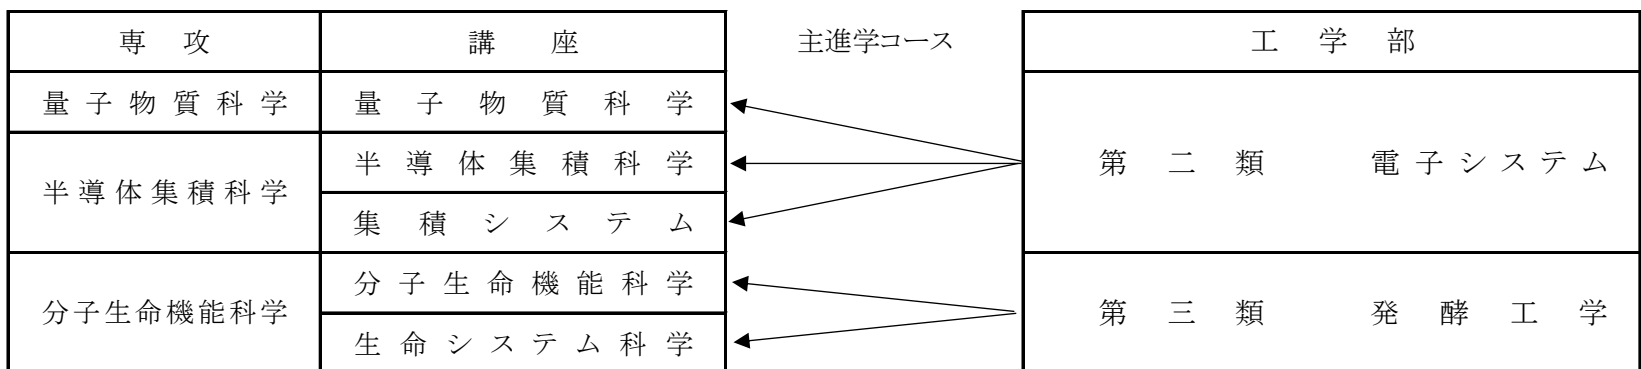 専攻 講座 主進学コース 工学部
量子物質科学 量子物質科学
半導体集積科学 第二類 電子システム
半導体集積科学
集積システム
分子生命機能科学
分子生命機能科学 第三類 発酵工学
生命システム科学